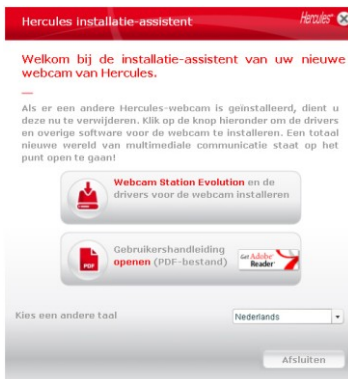 Hercules installatie-assistent
Hercules
Welkom bij de installatie-assistent van uw nieuwe
webcam van Hercules.
Als er een andere Hercules-webcam is geïnstalleerd, dient u
deze nu te verwijderen. Klik op de knop hieronder om de drivers
en overige software voor de webcam te installeren. Een totaal
nieuwe wereld van multimediale communicatie staat op het
punt open te gaan!
Webcam Station Evolution en de
drivers voor de webcam installeren
PDF
Gebruikershandleiding
openen (PDF-bestand)
Get Adobe
Reader
Kies een andere taal
Nederlands
Afsluiten